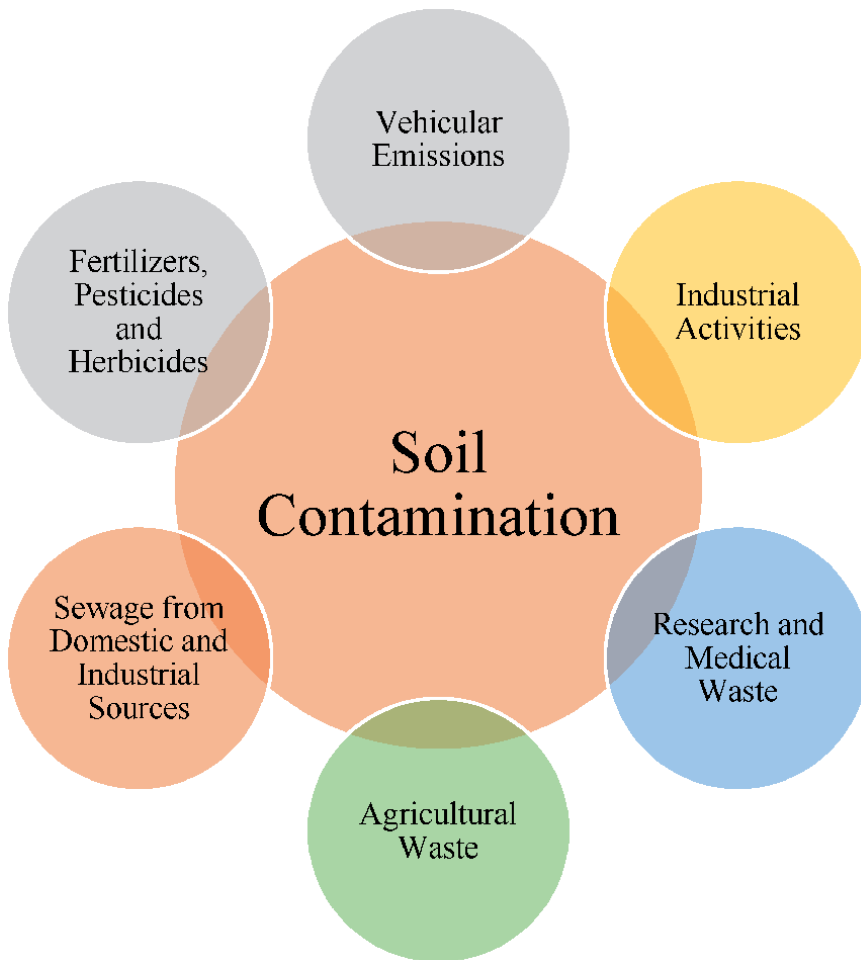 Vehicular
Emissions
Fertilizers,
Pesticides
and
Herbicides
Industrial
Activities
Soil
Contamination
Sewage from
Domestic and
Industrial
Sources
Research and
Medical
Waste
Agricultural
Waste